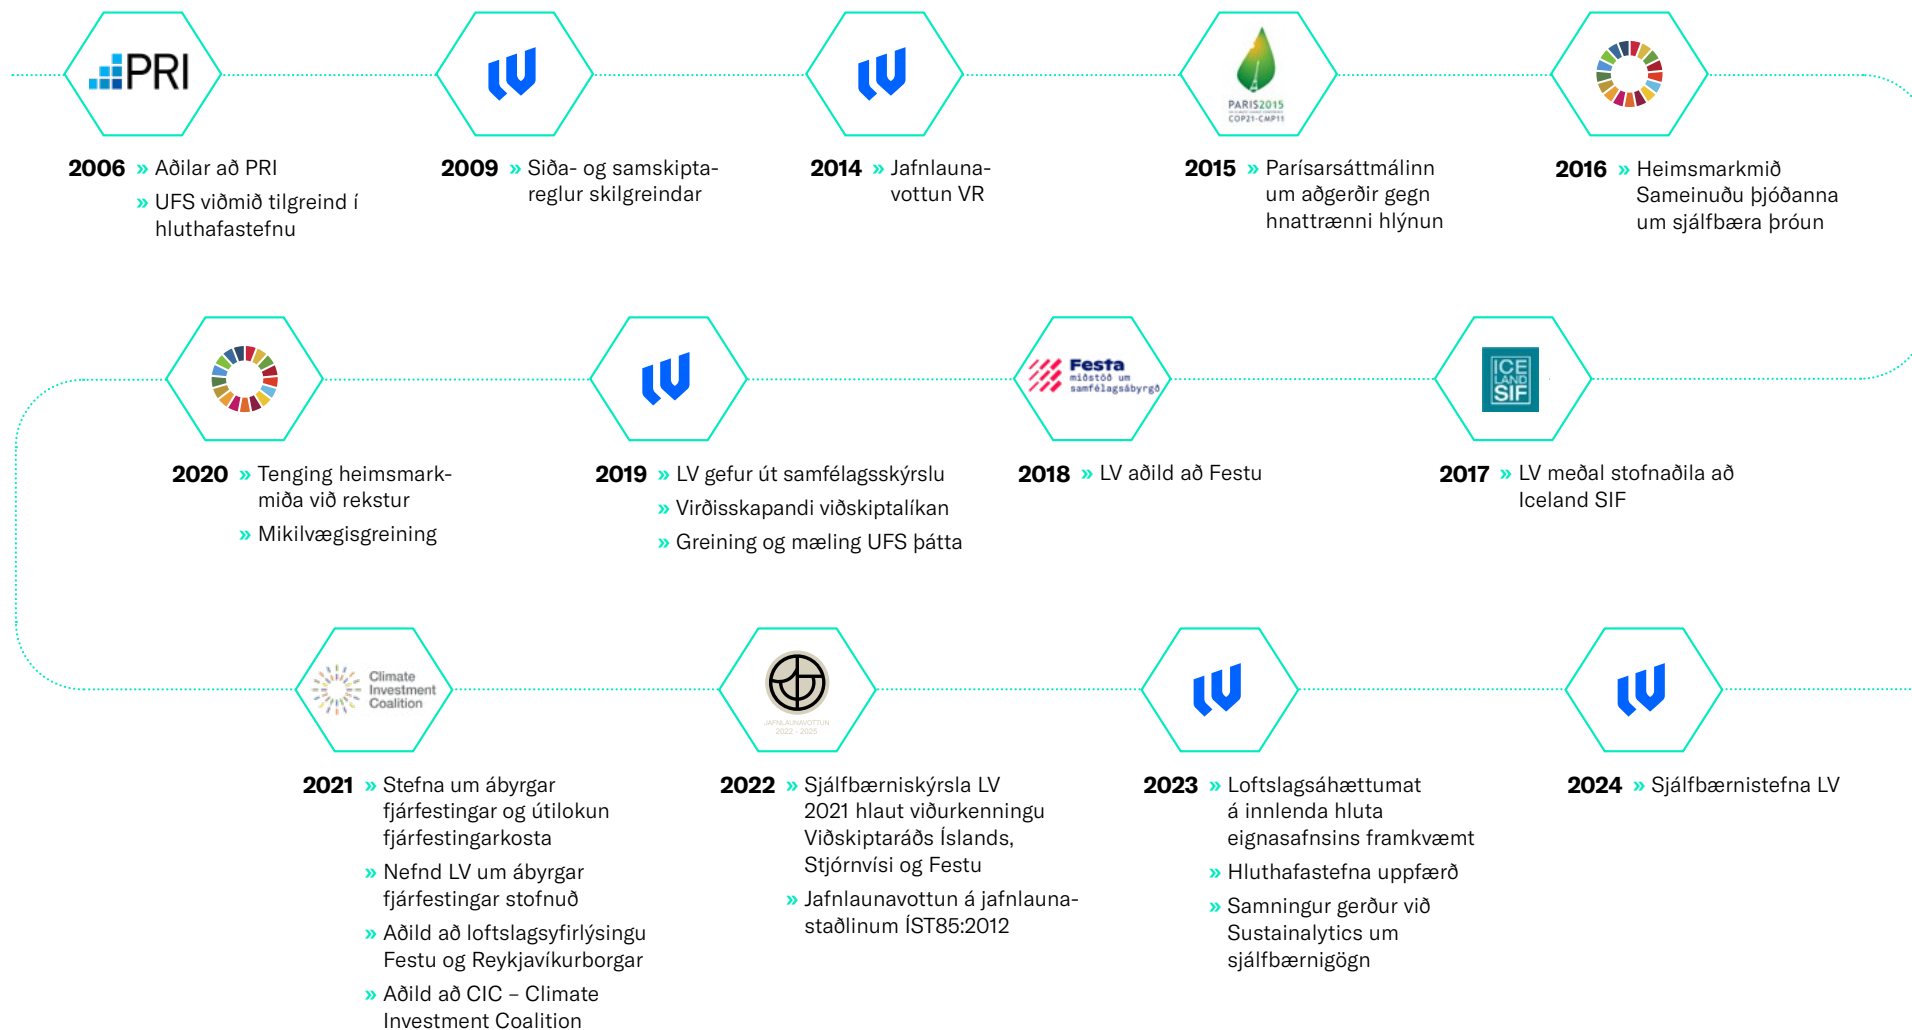 PRI
PARIS2015
COP21·CMP11
2006 » Aðilar að PRI
» UFS viðmið tilgreind í
hluthafastefnu
2009 » Siða- og samskipta-
reglur skilgreindar
2014 » Jafnlauna-
vottun VR
2015 » Parísarsáttmálinn
um aðgerðir gegn
hnattrænni hlýnun
2016 » Heimsmarkmið
Sameinuðu þjóðanna
um sjálfbæra þróun
ICE
LAND
SIF
2017 » LV meðal stofnaðila að
Iceland SIF
Festa
miðstöð um
samfélagsábyrgð
2018 » LV aðild að Festu
2019 » LV gefur út samfélagsskýrslu
» Virðisskapandi viðskiptalíkan
» Greining og mæling UFS þátta
2020 » Tenging heimsmark-
miða við rekstur
» Mikilvægisgreining
Climate
Investment
Coalition
2021 » Stefna um ábyrgar
fjárfestingar og útilokun
fjárfestingarkosta
» Nefnd LV um ábyrgar
fjárfestingar stofnuð
» Aðild að loftslagsyfirlýsingu
Festu og Reykjavíkurborgar
» Aðild að CIC – Climate
Investment Coalition
JAFNLAUNAVOTTUN
2022 - 2025
2022 » Sjálfbærniskýrsla LV
2021 hlaut viðurkenningu
Viðskiptaráðs Íslands,
Stjórnvísi og Festu
» Jafnlaunavottun á jafnlauna-
staðlinum ÍST85:2012
2023 » Loftslagsáhættumat
á innlenda hluta
eignasafnsins framkvæmt
» Hluthafastefna uppfærð
» Samningur gerður við
Sustainalytics um
sjálfbærnigögn
2024 » Sjálfbærnistefna LV